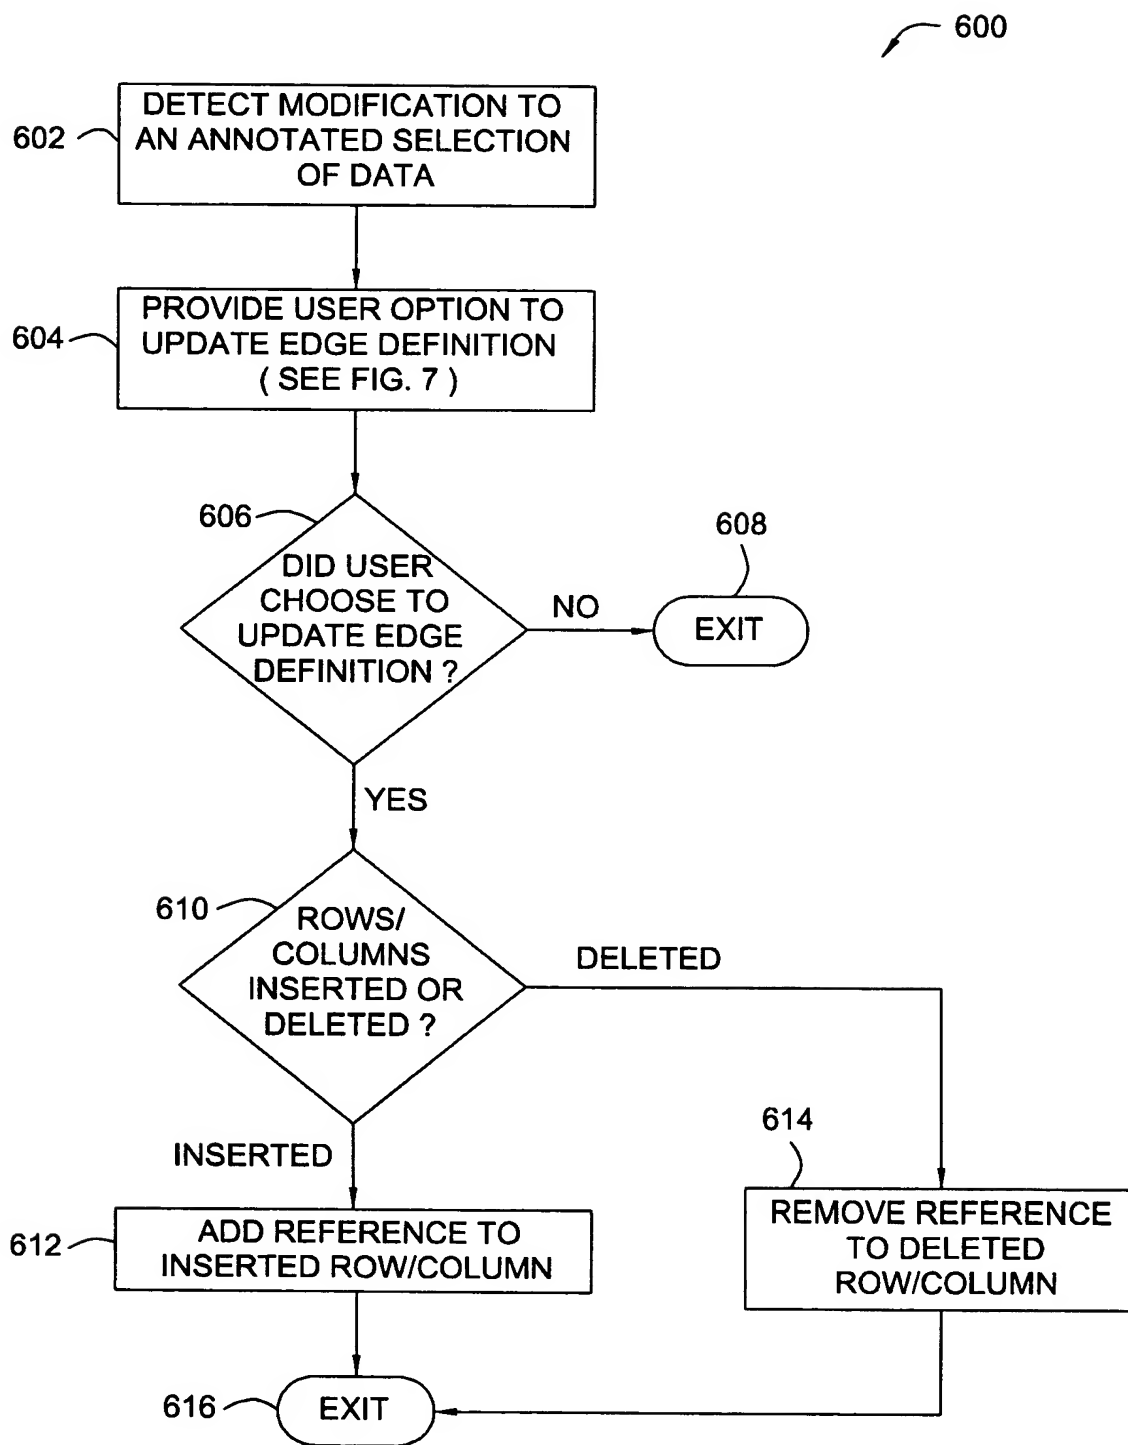 600
602
DETECT MODIFICATION TO
AN ANNOTATED SELECTION
OF DATA
604
PROVIDE USER OPTION TO
UPDATE EDGE DEFINITION
( SEE FIG. 7 )
606
DID USER
CHOOSE TO
UPDATE EDGE
DEFINITION ?
NO
608
EXIT
YES
610
ROWS/
COLUMNS
INSERTED OR
DELETED ?
DELETED
INSERTED
612
ADD REFERENCE TO
INSERTED ROW/COLUMN
614
REMOVE REFERENCE
TO DELETED
ROW/COLUMN
616
EXIT